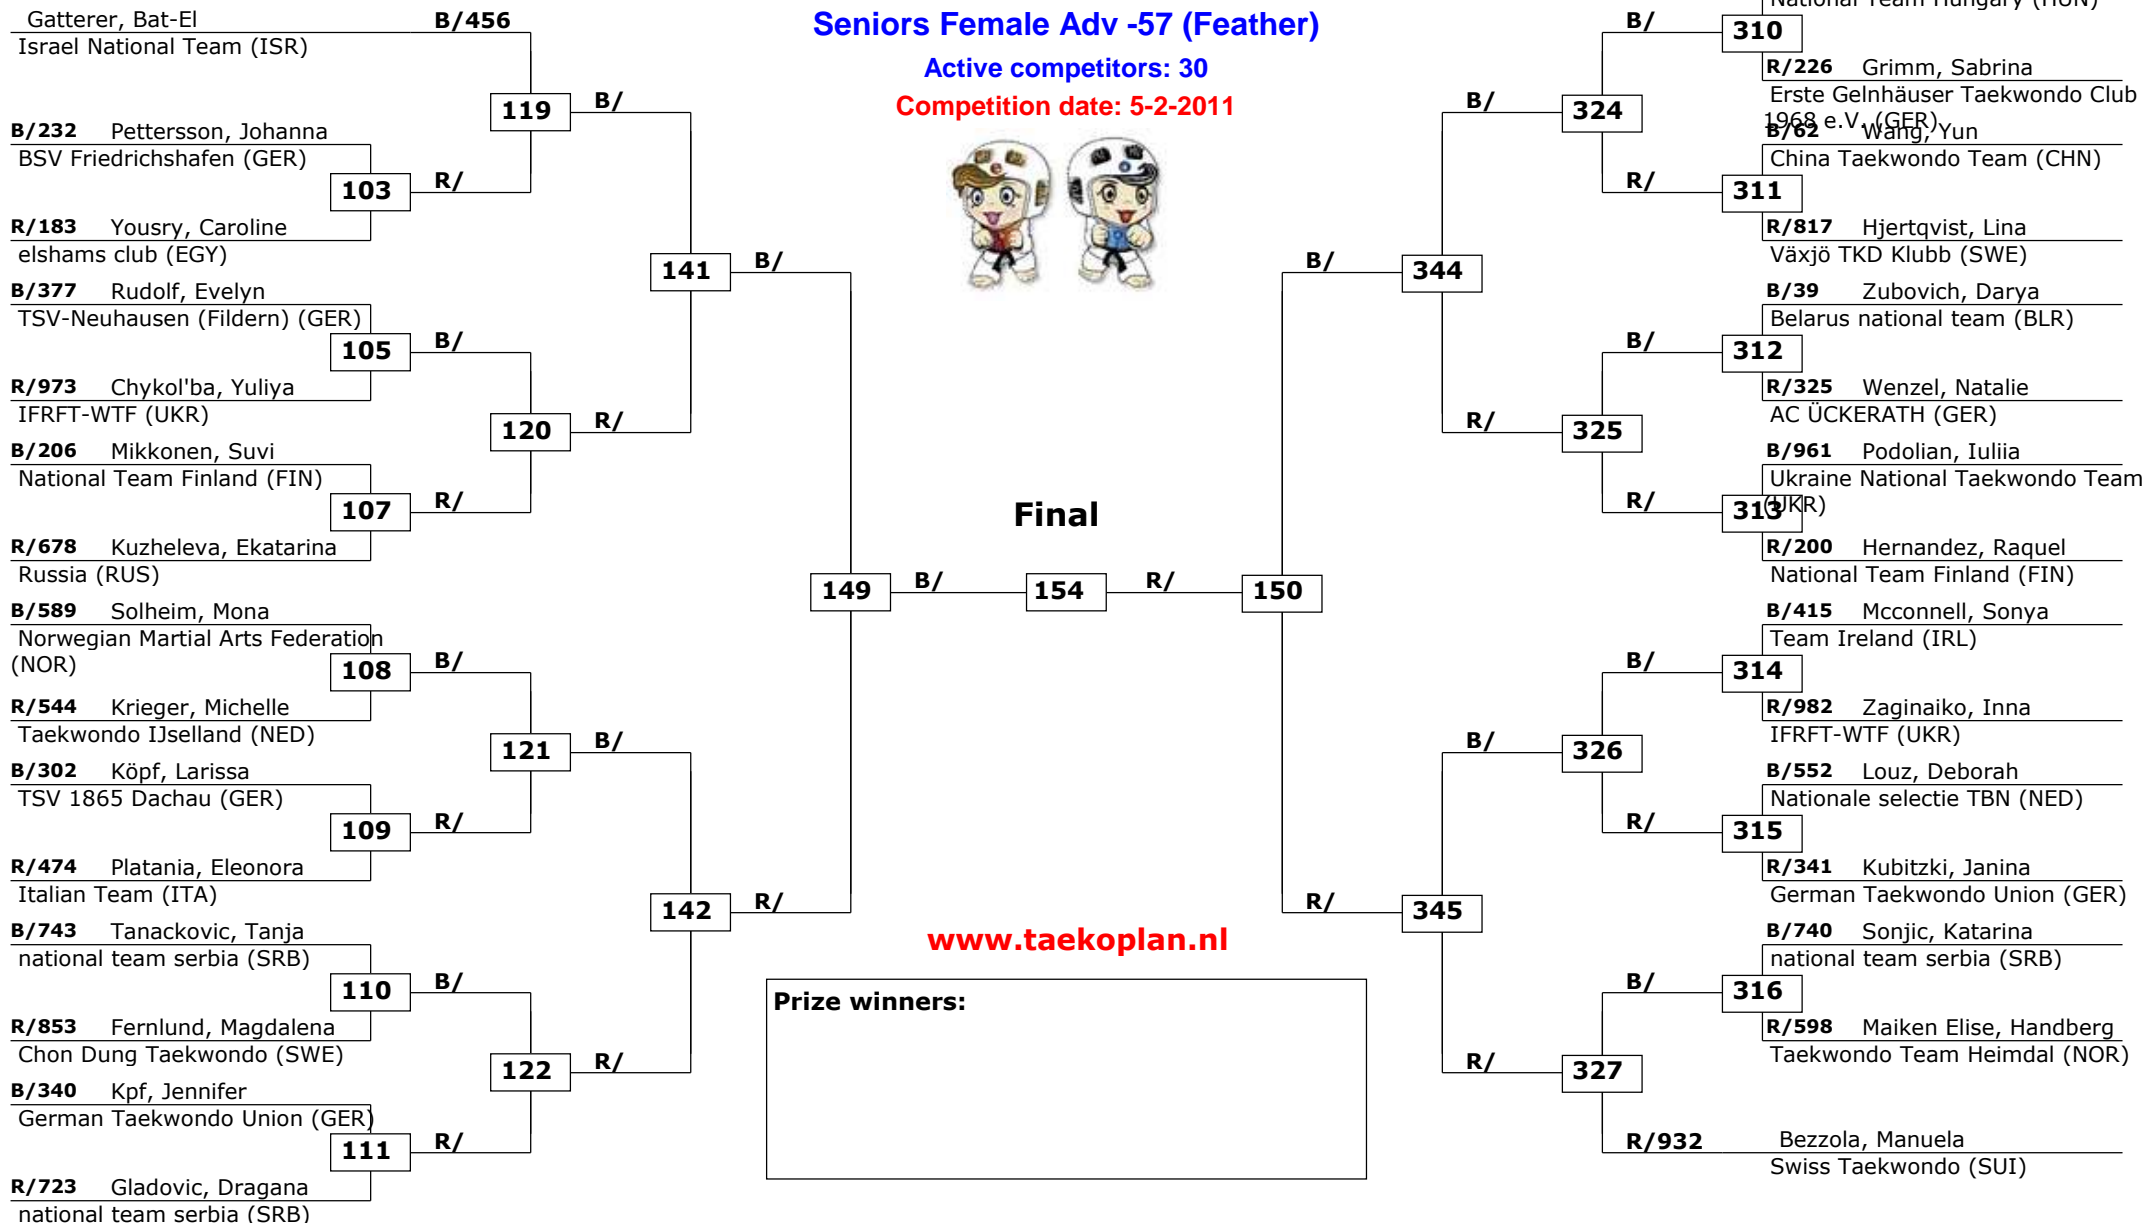 Gatterer, Bat-El
B/456
Israel National Team (ISR)
B/232 Pettersson, Johanna
BSV Friedrichshafen (GER)
103
R/183 Yousry, Caroline
elshams club (EGY)
B/377 Rudolf, Evelyn
TSV-Neuhausen (Fildern) (GER)
105
R/973 Chykol'ba, Yuliya
IFRFT-WTF (UKR)
B/206 Mikkonen, Suvi
National Team Finland (FIN)
107
R/678 Kuzheleva, Ekatarina
Russia (RUS)
B/589 Solheim, Mona
Norwegian Martial Arts Federation
(NOR)
108
R/544 Krieger, Michelle
Taekwondo IJselland (NED)
B/302 Köpf, Larissa
TSV 1865 Dachau (GER)
109
R/474 Platania, Eleonora
Italian Team (ITA)
B/743 Tanackovic, Tanja
national team serbia (SRB)
110
R/853 Fernlund, Magdalena
Chon Dung Taekwondo (SWE)
B/340 Kpf, Jennifer
German Taekwondo Union (GER)
111
R/723 Gladovic, Dragana
national team serbia (SRB)
R/
B/
R/
B/
R/
B/
R/
119
120
121
122
B/
R/
B/
R/
141
142
B/
R/
149
B/
Seniors Female Adv -57 (Feather)
Active competitors: 30
Competition date: 5-2-2011
Final
154
R/
150
www.taekoplan.nl
Prize winners:
B/
R/
344
345
B/
R/
B/
R/
324
325
326
327
B/
R/
B/
R/
B/
R/
B/
National Team Hungary (HUN)
310
R/226 Grimm, Sabrina
Erste Gelnhäuser Taekwondo Club
1968 e.V. (GER)
B/62 Wang, Yun
China Taekwondo Team (CHN)
311
R/817 Hjertqvist, Lina
Växjö TKD Klubb (SWE)
B/39 Zubovich, Darya
Belarus national team (BLR)
312
R/325 Wenzel, Natalie
AC ÜCKERATH (GER)
B/961 Podolian, Iuliia
Ukraine National Taekwondo Team
(UKR)
313
R/200 Hernandez, Raquel
National Team Finland (FIN)
B/415 Mcconnell, Sonya
Team Ireland (IRL)
314
R/982 Zaginaiko, Inna
IFRFT-WTF (UKR)
B/552 Louz, Deborah
Nationale selectie TBN (NED)
315
R/341 Kubitzki, Janina
German Taekwondo Union (GER)
B/740 Sonjic, Katarina
national team serbia (SRB)
316
R/598 Maiken Elise, Handberg
Taekwondo Team Heimdal (NOR)
R/932 Bezzola, Manuela
Swiss Taekwondo (SUI)